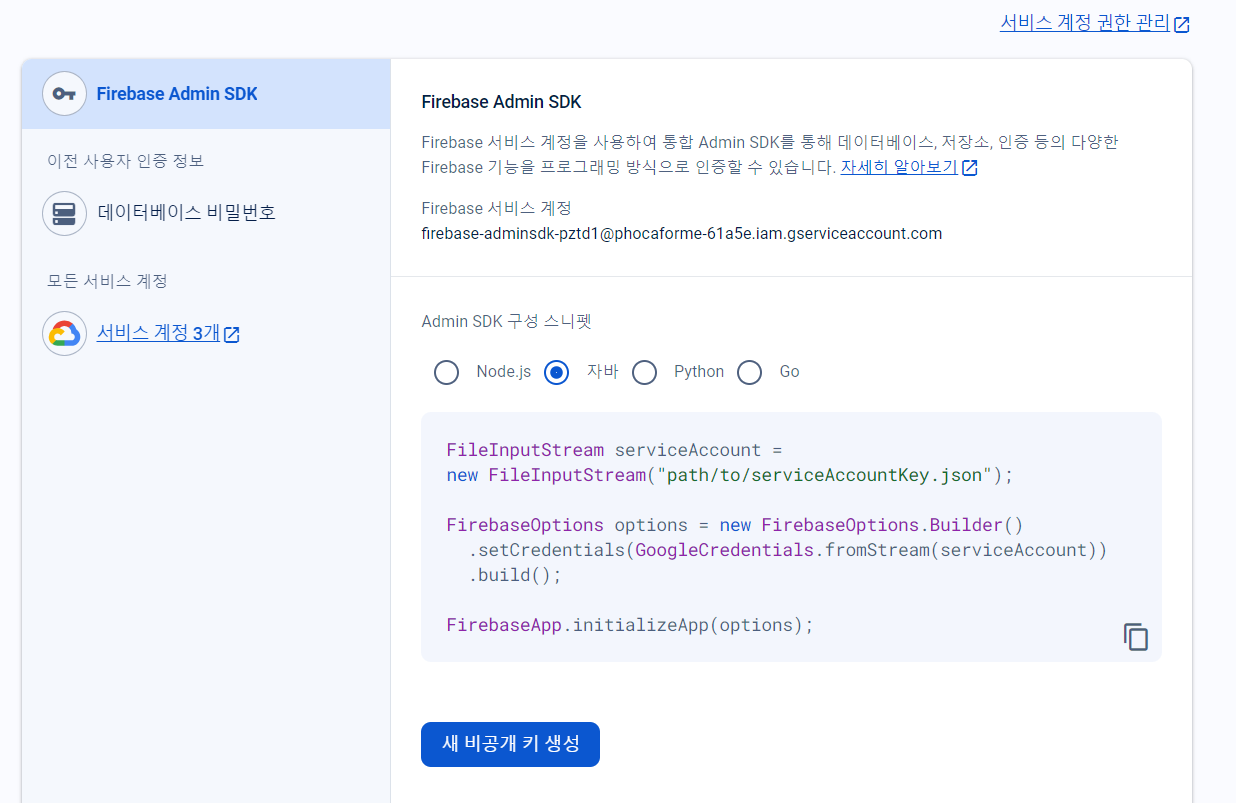 서비스 계정 권한 관리
Firebase Admin SDK
이전 사용자 인증 정보
데이터베이스 비밀번호
모든 서비스 계정
서비스 계정 3개
Firebase Admin SDK
Firebase 서비스 계정을 사용하여 통합 Admin SDK를 통해 데이터베이스, 저장소, 인증 등의 다양한
Firebase 기능을 프로그래밍 방식으로 인증할 수 있습니다. 자세히 알아보기
Firebase 서비스 계정
firebase-adminsdk-pztd1@phocaforme-61a5e.iam.gserviceaccount.com
Admin SDK 구성 스니펫
Node.js 자바 Python Go
FileInputStream serviceAccount =
new FileInputStream("path/to/serviceAccountKey.json");
FirebaseOptions options = new FirebaseOptions.Builder()
.setCredentials(GoogleCredentials.fromStream(serviceAccount))
.build();
FirebaseApp.initializeApp(options);
새 비공개 키 생성